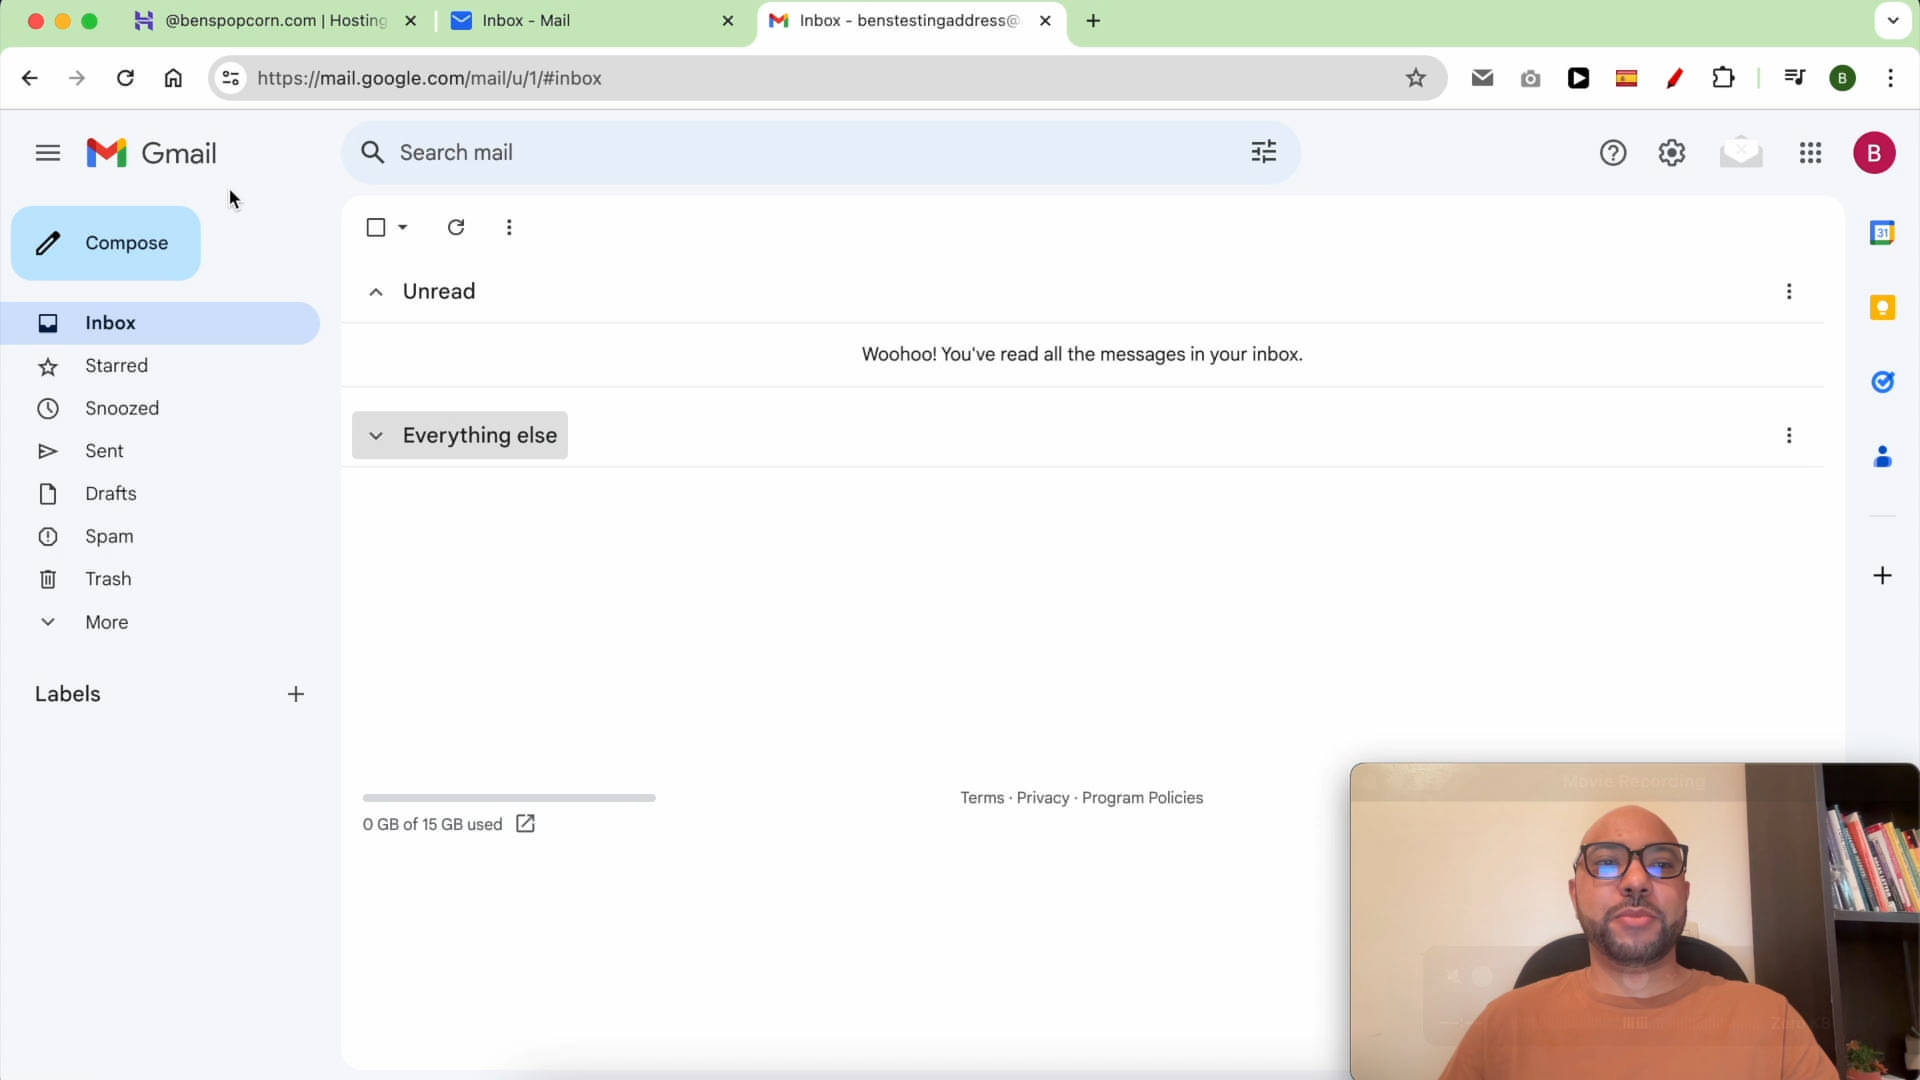 @benspopcorn.com | Hosting
Inbox - Mail
Inbox - benstestingaddress@
https://mail.google.com/mail/u/1/#inbox
B
Gmail
Search mail
B
Compose
31
Unread
Inbox
Woohoo! You've read all the messages in your inbox.
Starred
Snoozed
Everything else
Sent
Drafts
Spam
Trash
More
Labels
Movie Recording
Terms · Privacy · Program Policies
0 GB of 15 GB used